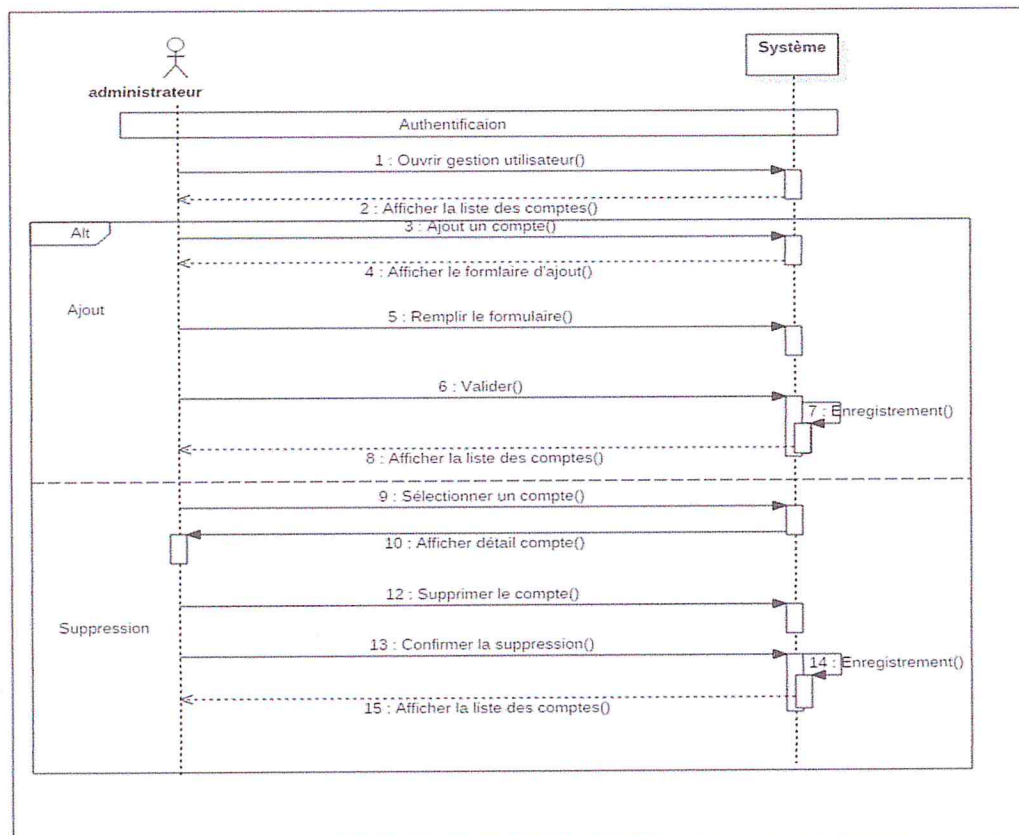 Système
administrateur
Authentificaion
1 : Ouvrir gestion utilisateur()
2 : Afficher la liste des comptes()
Alt
3 : Ajout un compte()
4 : Afficher le formlaire d'ajout()
Ajout
5 : Remplir le formulaire()
6 : Valider()
7 : Enregistrement()
8 : Afficher la liste des comptes()
9 : Sélectionner un compte()
10 : Afficher détail compte()
12 : Supprimer le compte()
Suppression
13 : Confirmer la suppression()
14 : Enregistrement()
15 : Afficher la liste des comptes()